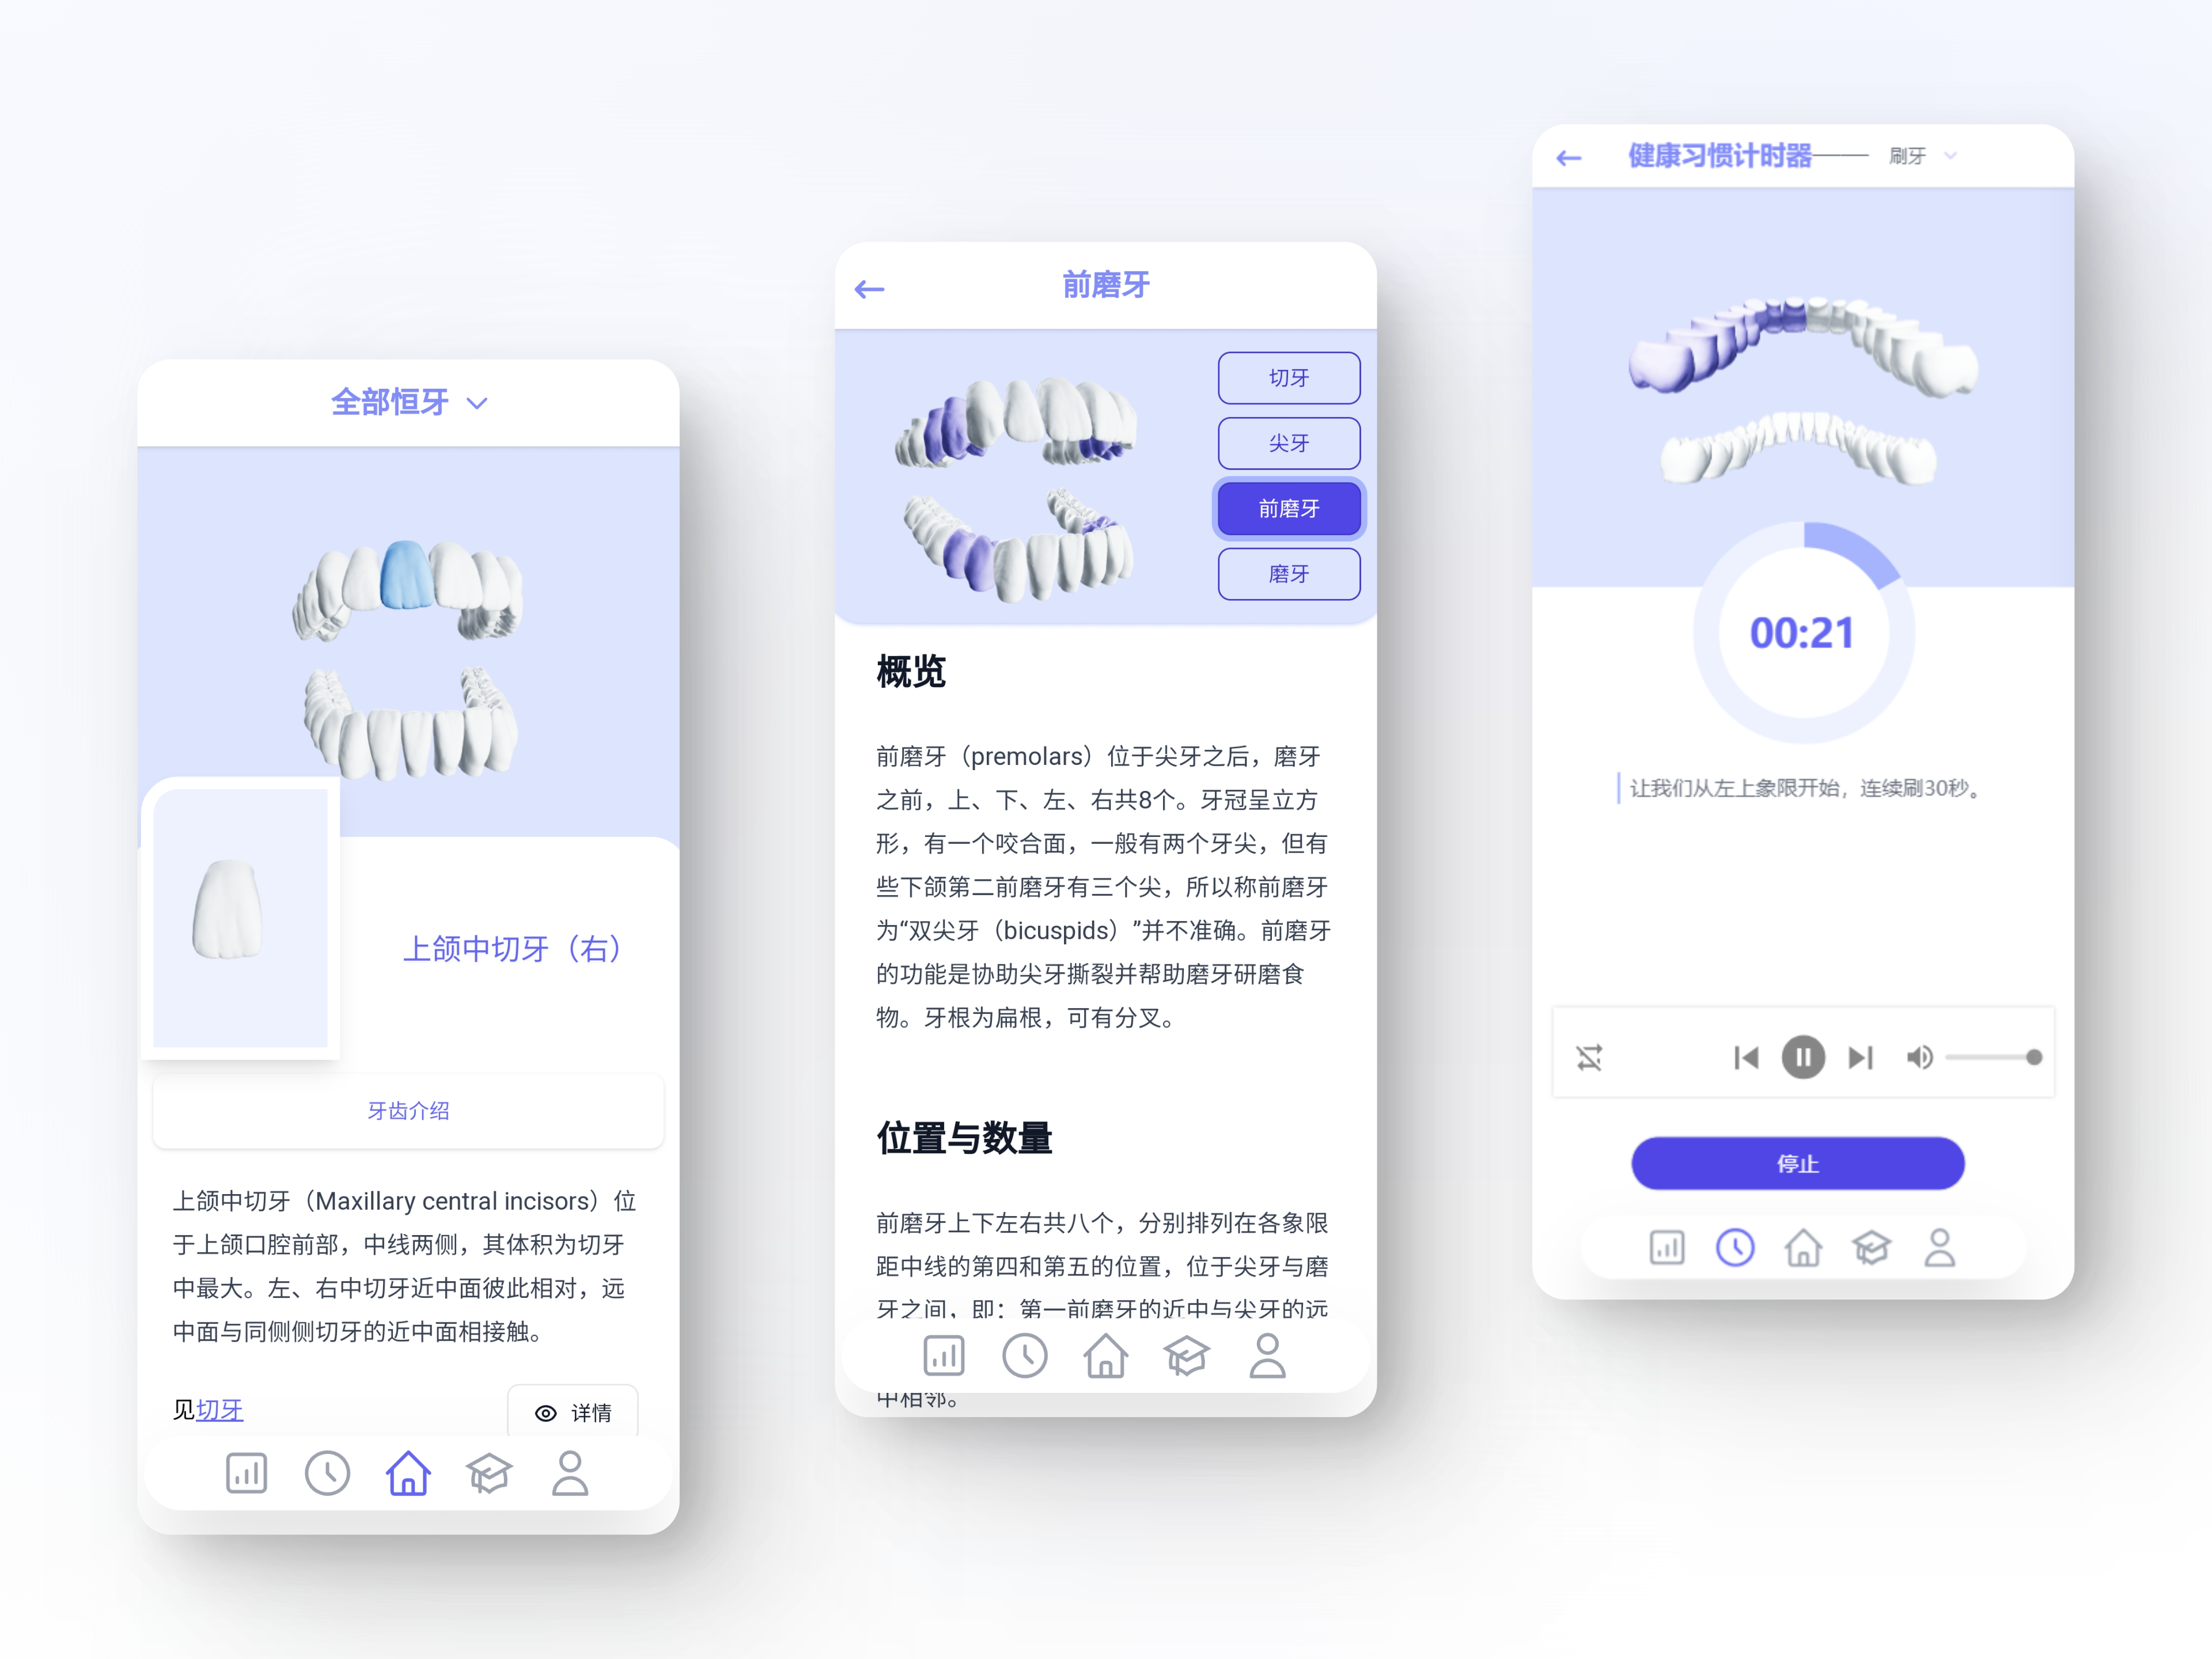 全部恒牙
上颌中切牙（右）
牙齿介绍
上颌中切牙（Maxillary central incisors）位
于上颌口腔前部，中线两侧，其体积为切牙
中最大。左、右中切牙近中面彼此相对，远
中面与同侧侧切牙的近中面相接触。
见切牙
详情
前磨牙
切牙
尖牙
前磨牙
磨牙
概览
前磨牙（premolars）位于尖牙之后，磨牙
之前，上、下、左、右共8个。牙冠呈立方
形，有一个咬合面，一般有两个牙尖，但有
些下颌第二前磨牙有三个尖，所以称前磨牙
为“双尖牙（bicuspids）”并不准确。前磨牙
的功能是协助尖牙撕裂并帮助磨牙研磨食
物。牙根为扁根，可有分叉。
位置与数量
前磨牙上下左右共八个，分别排列在各象限
距中线的第四和第五的位置，位于尖牙与磨
牙之间，即：第一前磨牙的近中与尖牙的远
中相邻。
健康习惯计时器—— 刷牙
00:21
让我们从左上象限开始，连续刷30秒。
停止